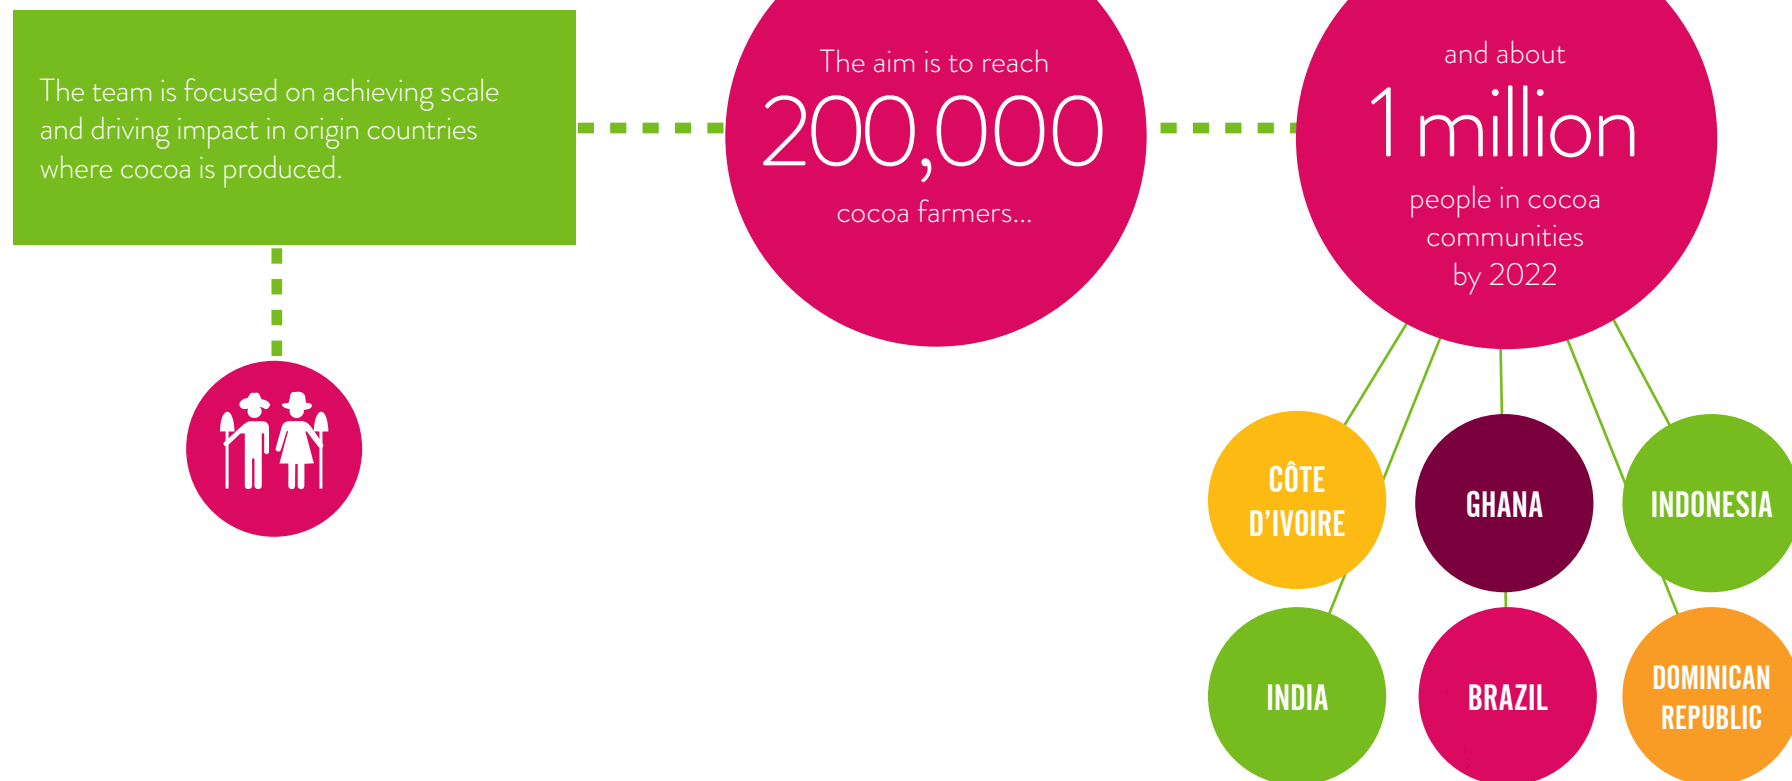 The team is focused on achieving scale
and driving impact in origin countries
where cocoa is produced.
The aim is to reach
200,000
cocoa farmers...
and about
1 million
people in cocoa
communities
by 2022
CÔTE
D’IVOIRE
GHANA
INDONESIA
INDIA
BRAZIL
DOMINICAN
REPUBLIC